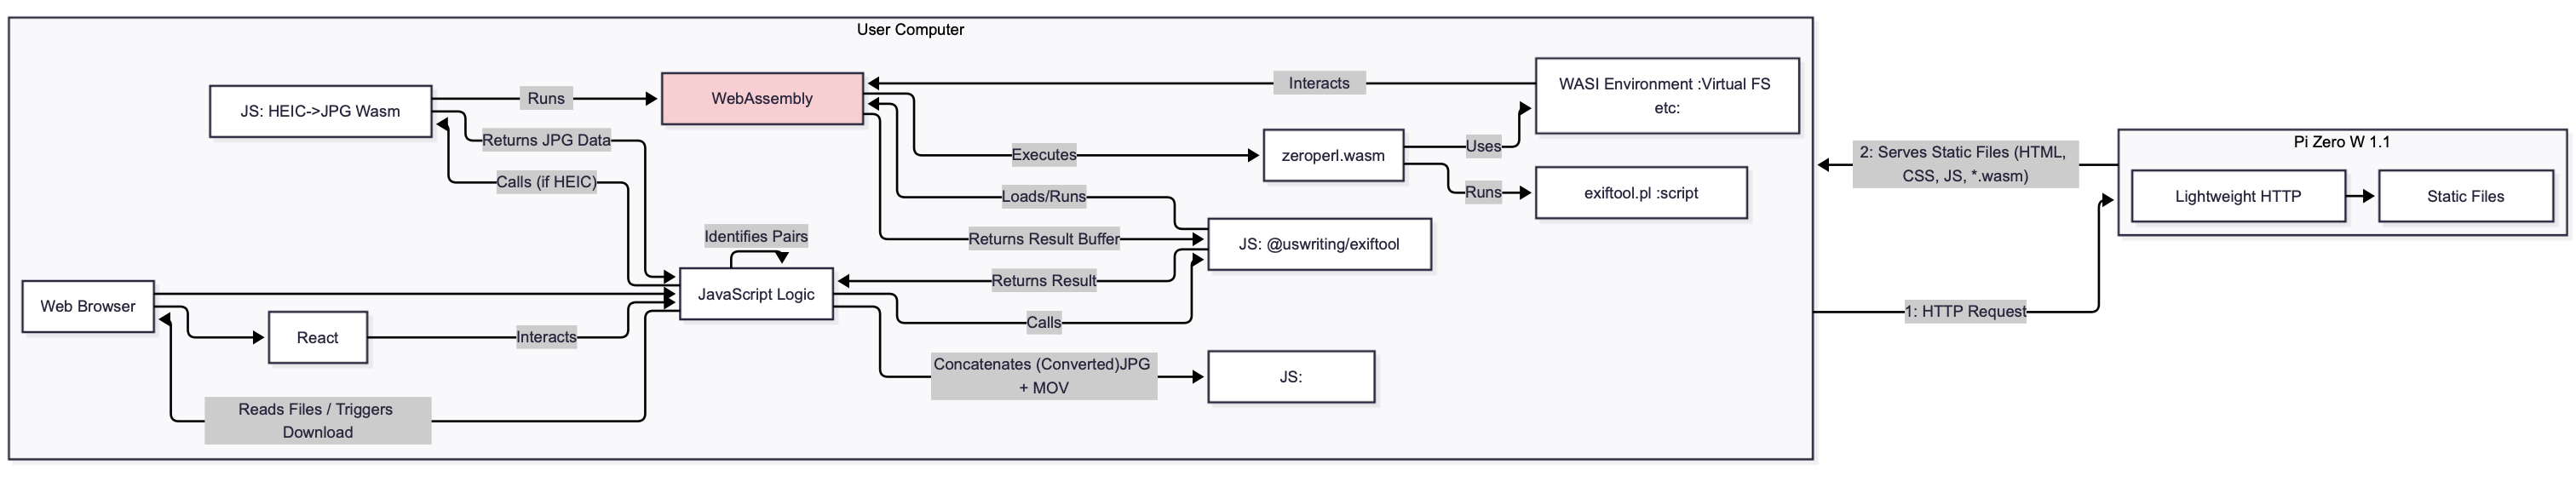 User Computer
JS: HEIC->JPG Wasm
Runs
WebAssembly
Interacts
WASI Environment :Virtual FS
etc:
Returns JPG Data
Calls (if HEIC)
Executes
zeroperl.wasm
Uses
Runs
exiftool.pl :script
Loads/Runs
Returns Result Buffer
JS: @uswriting/exiftool
Identifies Pairs
Returns Result
JavaScript Logic
Calls
Web Browser
React
Interacts
Concatenates (Converted)JPG
+ MOV
JS:
Reads Files / Triggers
Download
2: Serves Static Files (HTML,
CSS, JS, *.wasm)
1: HTTP Request
Pi Zero W 1.1
Lightweight HTTP
Static Files